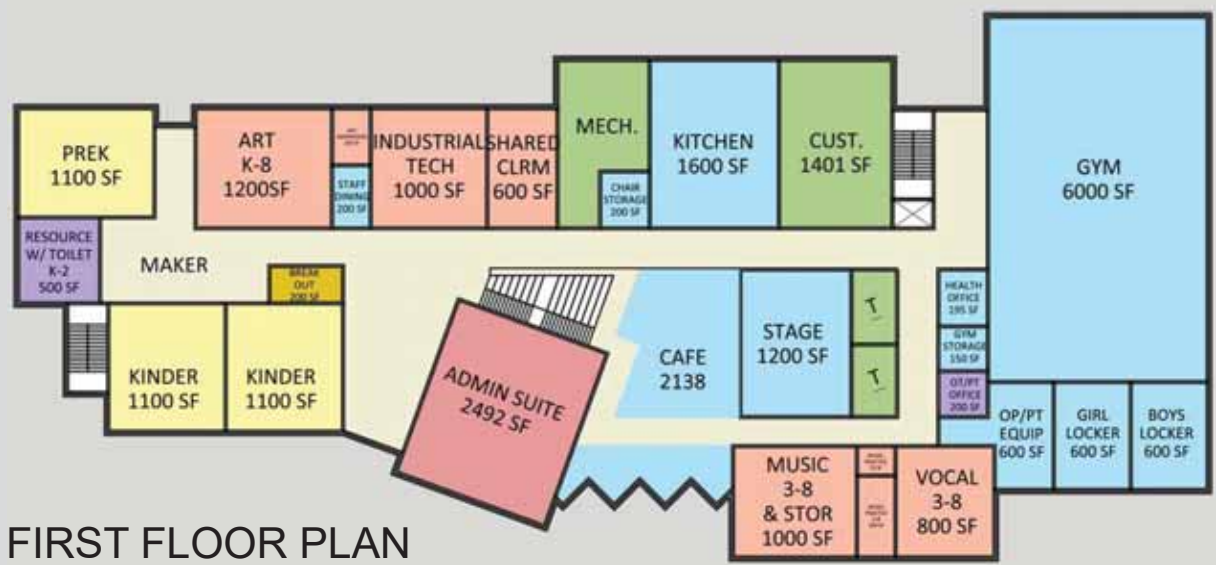 PREK
1100 SF
ART
K-8
1200SF
STAFF
DINING
200 SF
INDUSTRIAL
TECH
1000 SF
SHARED
CLRM
600 SF
MECH.
CHAIR
STORAGE
200 SF
KITCHEN
1600 SF
CUST.
1401 SF
GYM
6000 SF
RESOURCE
W/ TOILET
K-2
500 SF
MAKER
BREAK
OUT
200 SF
KINDER
1100 SF
KINDER
1100 SF
ADMIN SUITE
2492 SF
CAFE
2138
STAGE
1200 SF
T
T
HEALTH
OFFICE
195 SF
GYM
STORAGE
150 SF
OT/PT
OFFICE
200 SF
OP/PT
EQUIP
600 SF
GIRL
LOCKER
600 SF
BOYS
LOCKER
600 SF
MUSIC
3-8
& STOR
1000 SF
VOCAL
3-8
800 SF
FIRST FLOOR PLAN